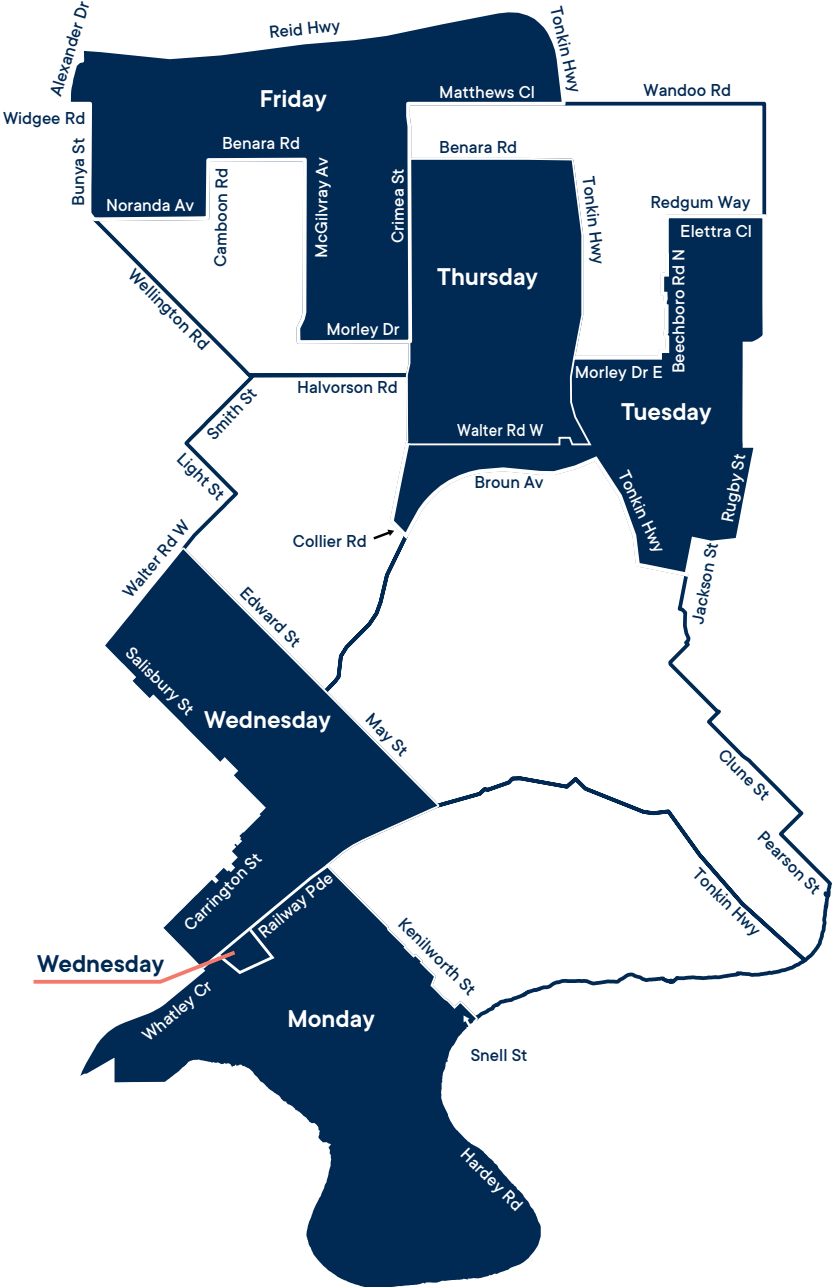 Alexander Dr
Reid Hwy
Tonkin Hwy
Friday
Matthews Cl
Wandoo Rd
Widgee Rd
Bunya St
Benara Rd
Benara Rd
Noranda Av
Camboon Rd
McGilvray Av
Crimea St
Tonkin Hwy
Redgum Way
Elettra Cl
Beechboro Rd N
Thursday
Wellington Rd
Morley Dr
Halvorson Rd
Morley Dr E
Tuesday
Smith St
Walter Rd W
Light St
Broun Av
Tonkin Hwy
Rugby St
Collier Rd
Walter Rd W
Jackson St
Edward St
Salisbury St
Wednesday
May St
Clune St
Pearson St
Carrington St
Railway Pde
Tonkin Hwy
Kenilworth St
Wednesday
Whatley Cr
Monday
Snell St
Hardey Rd